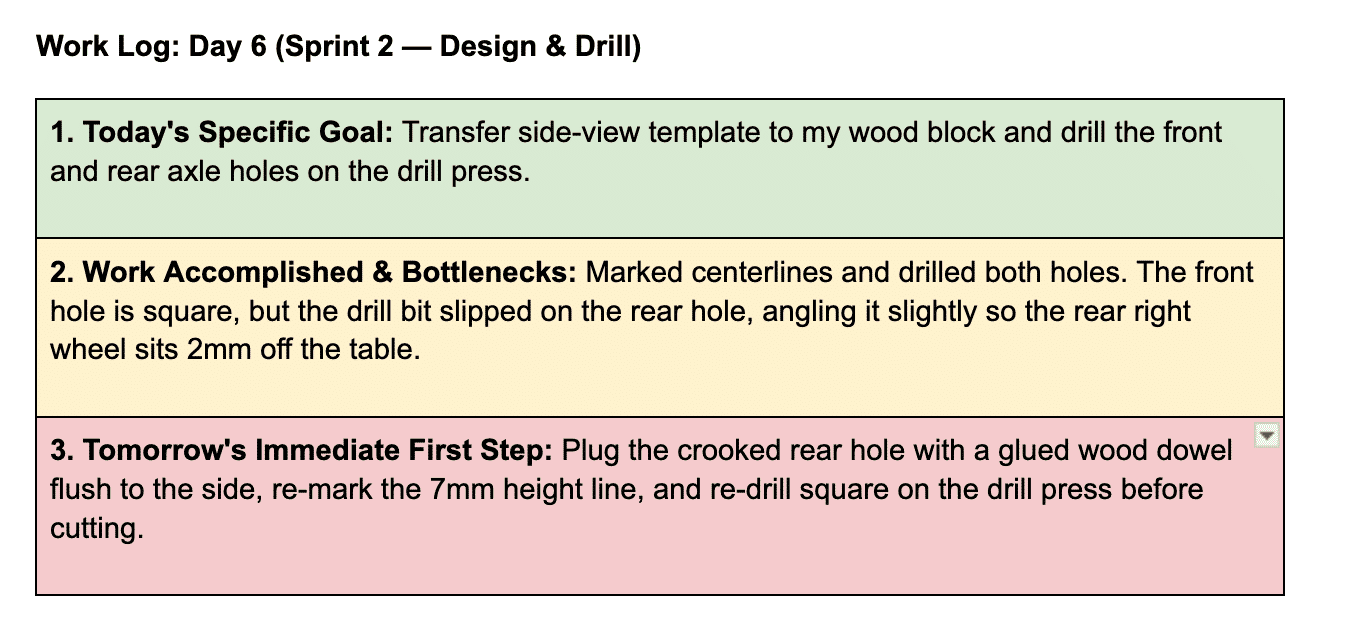 Work Log: Day 6 (Sprint 2 — Design & Drill)
1. Today's Specific Goal: Transfer side-view template to my wood block and drill the front
and rear axle holes on the drill press.
2. Work Accomplished & Bottlenecks: Marked centerlines and drilled both holes. The front
hole is square, but the drill bit slipped on the rear hole, angling it slightly so the rear right
wheel sits 2mm off the table.
3. Tomorrow's Immediate First Step: Plug the crooked rear hole with a glued wood dowel
flush to the side, re-mark the 7mm height line, and re-drill square on the drill press before
cutting.